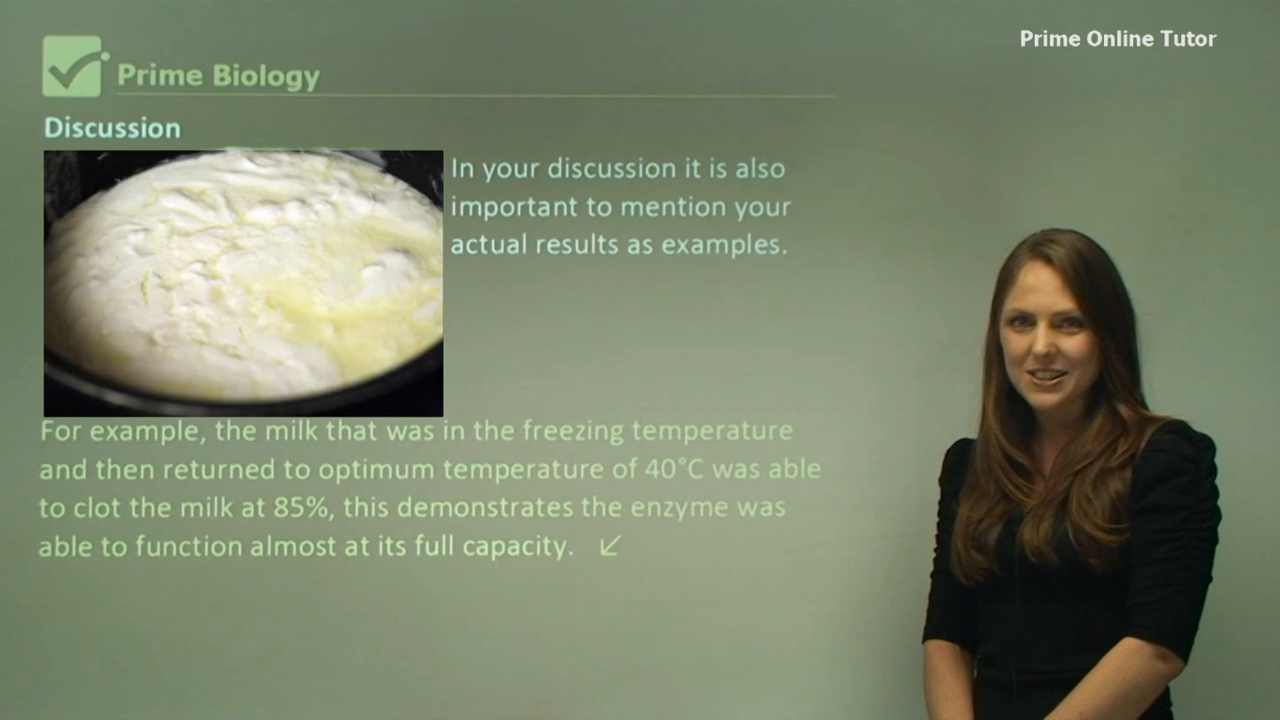 Prime Online Tutor
Prime Biology
Discussion
In your discussion it is also
important to mention your
actual results as examples.
For example, the milk that was in the freezing temperature
and then returned to optimum temperature of 40°C was able
to clot the milk at 85%, this demonstrates the enzyme was
able to function almost at its full capacity. ↙